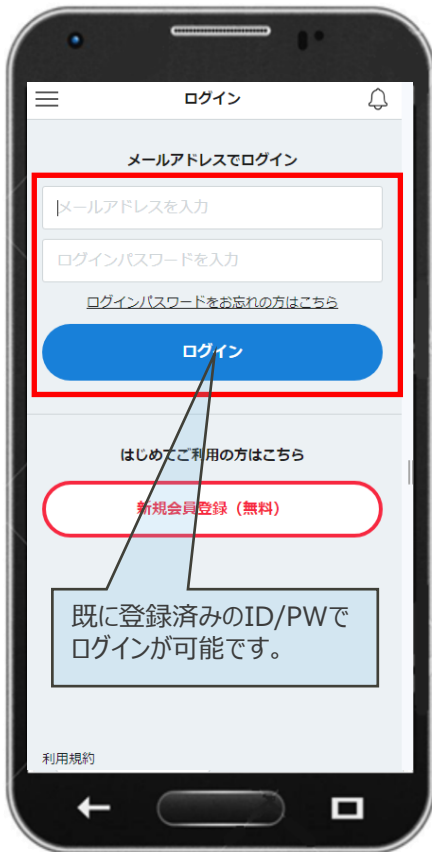 ログイン
メールアドレスでログイン
メールアドレスを入力
ログインパスワードを入力
ログインパスワードをお忘れの方はこちら
ログイン
はじめてご利用の方はこちら
新規会員登録（無料）
既に登録済みのID/PWで
ログインが可能です。
利用規約